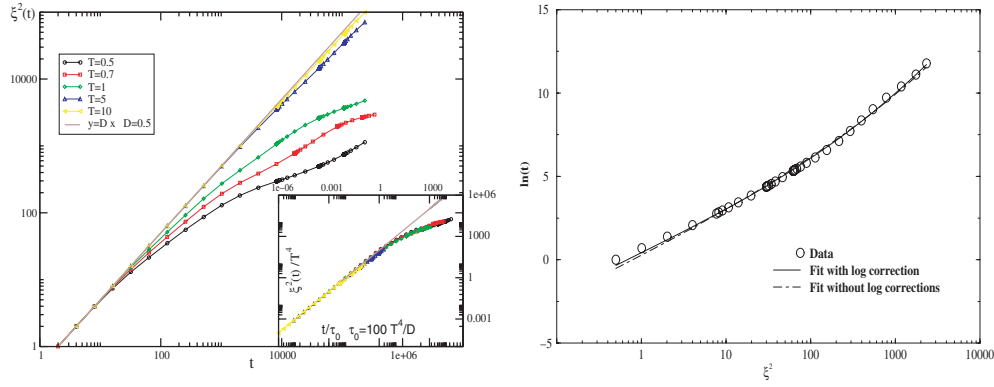 ξ²(t)
10000
1000
100
10
1
T=0.5
T=0.7
T=1
T=5
T=10
y=D x D=0.5
1
100
10000
1e+06
t
1e-06
0.001
1
1000
1e+06
1000
1
0.001
ξ²(t) /T⁴
t/τ₀ τ₀=100 T⁴/D
15
10
5
0
−5
ln(t)
Data
Fit with log correction
Fit without log corrections
1
10
100
1000
10000
ξ²